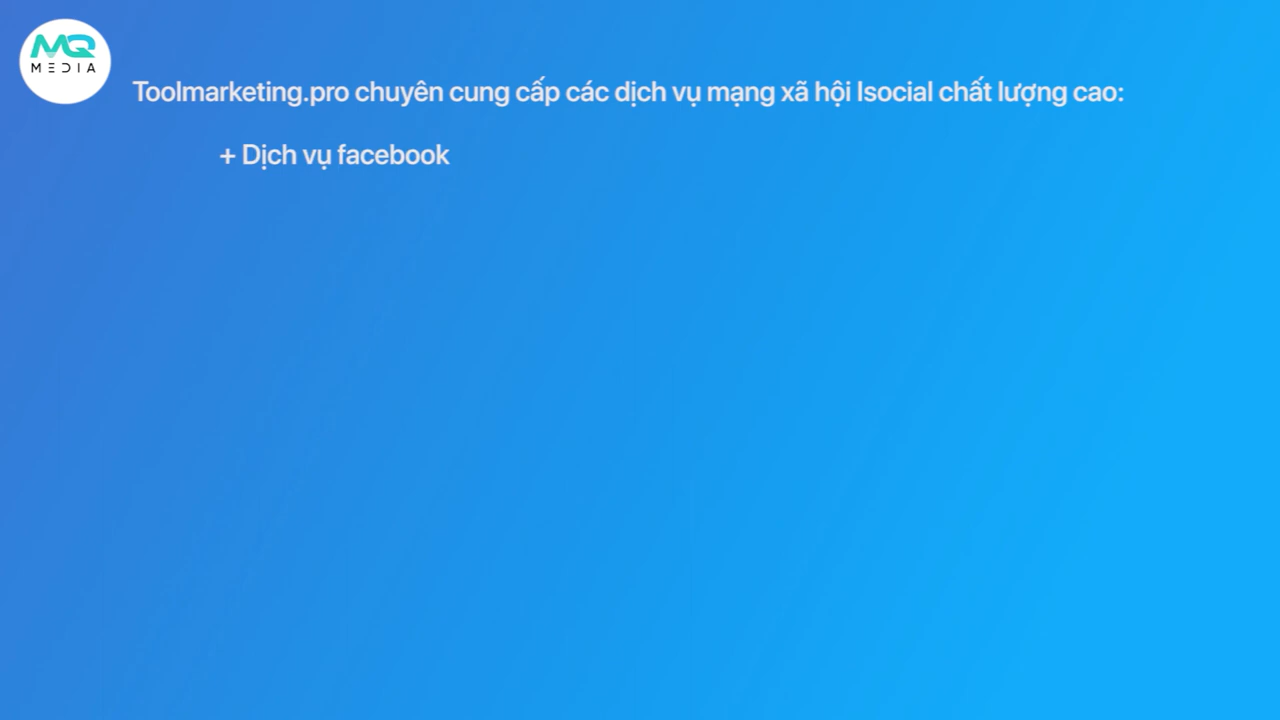 MQ
MEDIA
Toolmarketing.pro chuyên cung cấp các dịch vụ mạng xã hội Isocial chất lượng cao:
+ Dịch vụ facebook